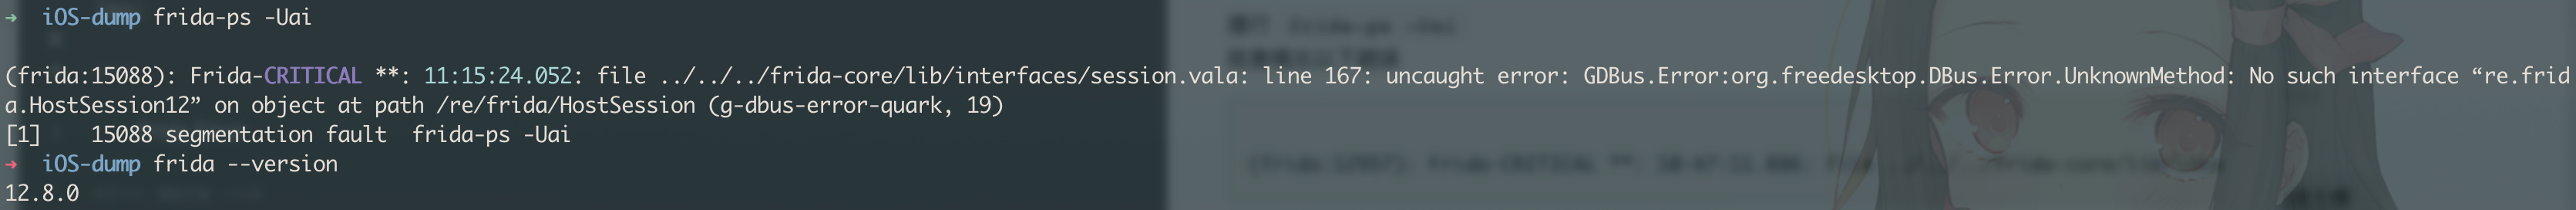 → iOS-dump frida-ps -Uai
(frida:15088): Frida-CRITICAL **: 11:15:24.052: file ../../../frida-core/lib/interfaces/session.vala: line 167: uncaught error: GDBus.Error:org.freedesktop.DBus.Error.UnknownMethod: No such interface “re.frid
a.HostSession12” on object at path /re/frida/HostSession (g-dbus-error-quark, 19)
[1]    15088 segmentation fault  frida-ps -Uai
→ iOS-dump frida --version
12.8.0